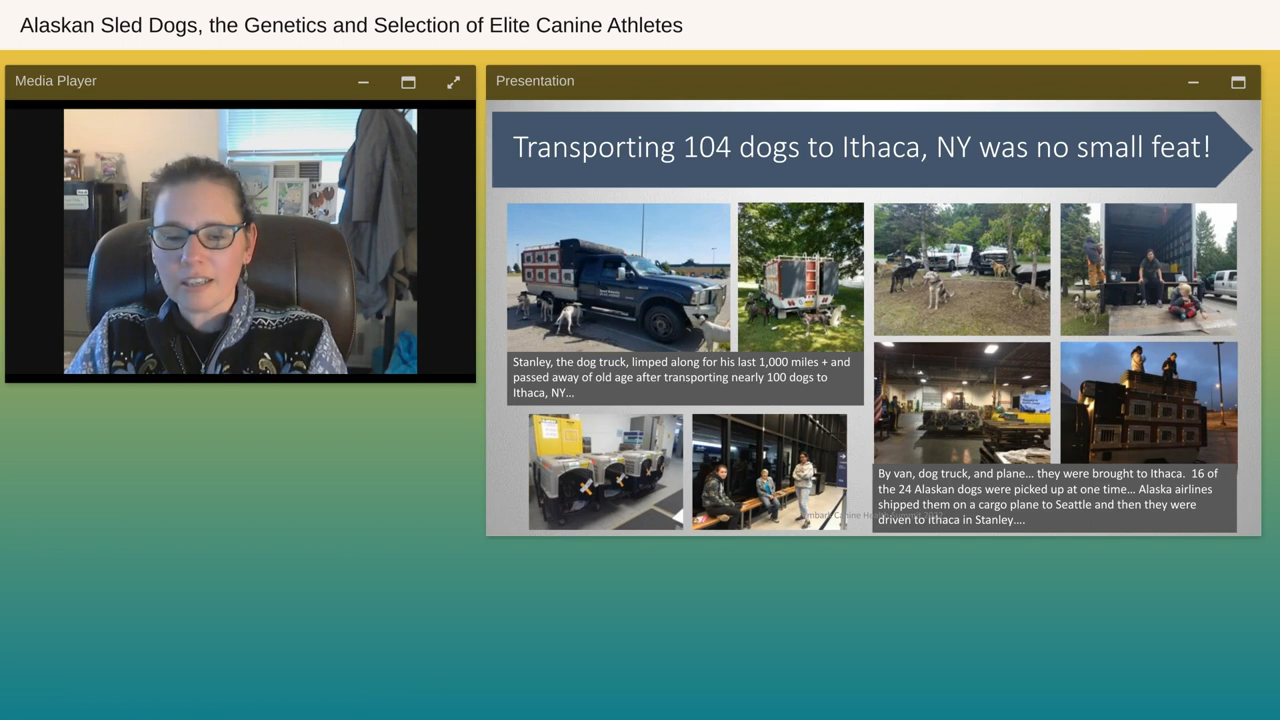 Alaskan Sled Dogs, the Genetics and Selection of Elite Canine Athletes
Media Player
Presentation
Transporting 104 dogs to Ithaca, NY was no small feat!
Stanley, the dog truck, limped along for his last 1,000 miles + and
passed away of old age after transporting nearly 100 dogs to
Ithaca, NY...
By van, dog truck, and plane... they were brought to Ithaca. 16 of
the 24 Alaskan dogs were picked up at one time... Alaska airlines
shipped them on a cargo plane to Seattle and then they were
driven to ithaca in Stanley....